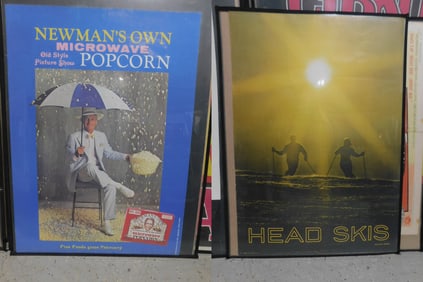 NEWMAN'S OWN
MICROWAVE
Old Style
Picture Show
POPCORN
HEAD SKIS